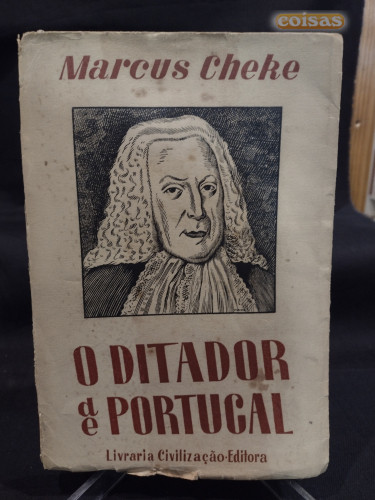 coisas
Marcus Cheke
O DITADOR
de PORTUGAL
Livraria Civilização-Editora